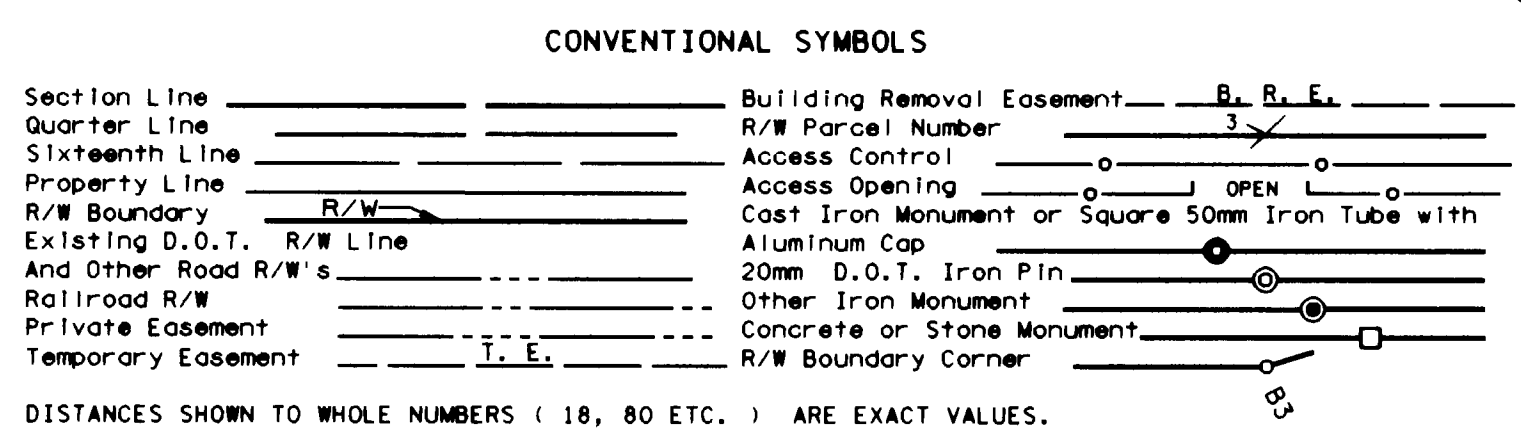 CONVENTIONAL SYMBOLS
Section Line
Quarter Line
Sixteenth Line
Property Line
R/W Boundary R/W
Existing D.O.T. R/W Line
And Other Road R/W's
Railroad R/W
Private Easement
Temporary Easement T. E.
Building Removal Easement B. R. E.
R/W Parcel Number 3
Access Control
Access Opening OPEN
Cast Iron Monument or Square 50mm Iron Tube with
Aluminum Cap
20mm D.O.T. Iron Pin
Other Iron Monument
Concrete or Stone Monument
R/W Boundary Corner
B3
DISTANCES SHOWN TO WHOLE NUMBERS ( 18, 80 ETC. ) ARE EXACT VALUES.